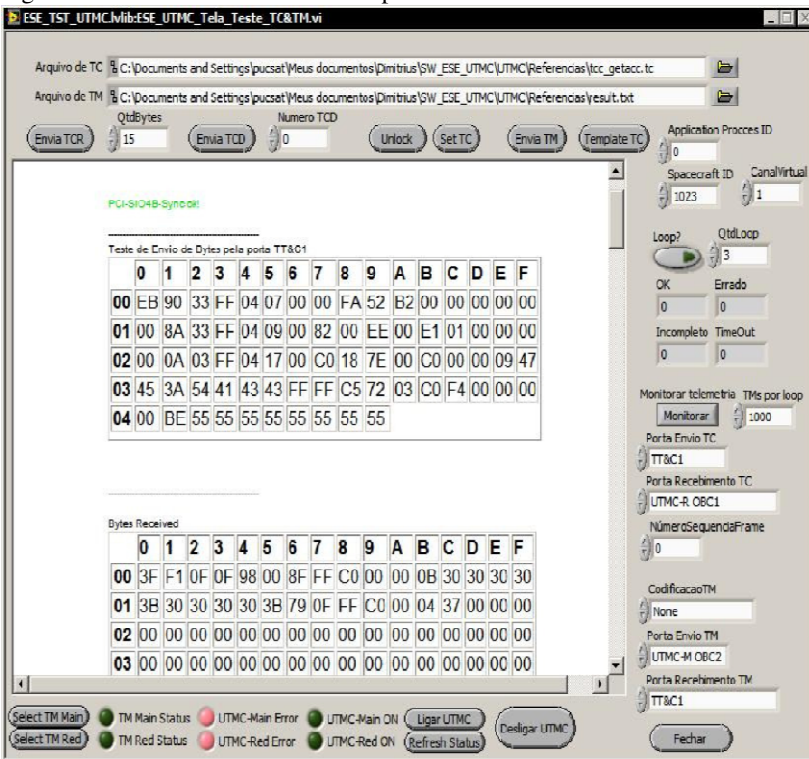 ESE_TST_UTMC.lvlib:ESE_UTMC_Tela_Teste_TC&TM.vi
Arquivo de TC C:\Documents and Settings\pucsat\Meus documentos\Dimitrius\SW_ESE_UTMC\UTMC\Referencias\tcc_getacc.tc
Arquivo de TM C:\Documents and Settings\pucsat\Meus documentos\Dimitrius\SW_ESE_UTMC\UTMC\Referencias\result.txt
QtdBytes Numero TCD
Envia TCR 15 Envia TCD 0 Unlock Set TC Envia TM Template TC
Application Procces ID
0
Spacecraft ID CanalVirtual
1023 1
Loop? QtdLoop
3
OK Errado
0 0
Incompleto TimeOut
0 0
Monitorar telemetria TMs por loop
Monitorar 1000
Porta Envio TC
TT&C1
Porta Recebimento TC
UTMC-R OBC1
NúmeroSequenciaFrame
0
CodificacaoTM
None
Porta Envio TM
UTMC-M OBC2
Porta Recebimento TM
TT&C1
Fechar
Teste de Envio de Bytes pela porta TT&C1
0 1 2 3 4 5 6 7 8 9 A B C D E F
00 EB 90 33 FF 04 07 00 00 FA 52 B2 00 00 00 00 00
01 00 8A 33 FF 04 09 00 82 00 EE 00 E1 01 00 00 00
02 00 0A 03 FF 04 17 00 C0 18 7E 00 C0 00 00 09 47
03 45 3A 54 41 43 43 FF FF C5 72 03 C0 F4 00 00 00
04 00 BE 55 55 55 55 55 55 55 55
Bytes Received
0 1 2 3 4 5 6 7 8 9 A B C D E F
00 3F F1 0F 0F 98 00 8F FF C0 00 00 0B 30 30 30 30
01 3B 30 30 30 30 3B 79 0F FF C0 00 04 37 00 00 00
02 00 00 00 00 00 00 00 00 00 00 00 00 00 00 00 00
03 00 00 00 00 00 00 00 00 00 00 00 00 00 00 00 00
Select TM Main TM Main Status UTMC-Main Error UTMC-Main ON Ligar UTMC
Desligar UTMC
Select TM Red TM Red Status UTMC-Red Error UTMC-Red ON Refresh Status